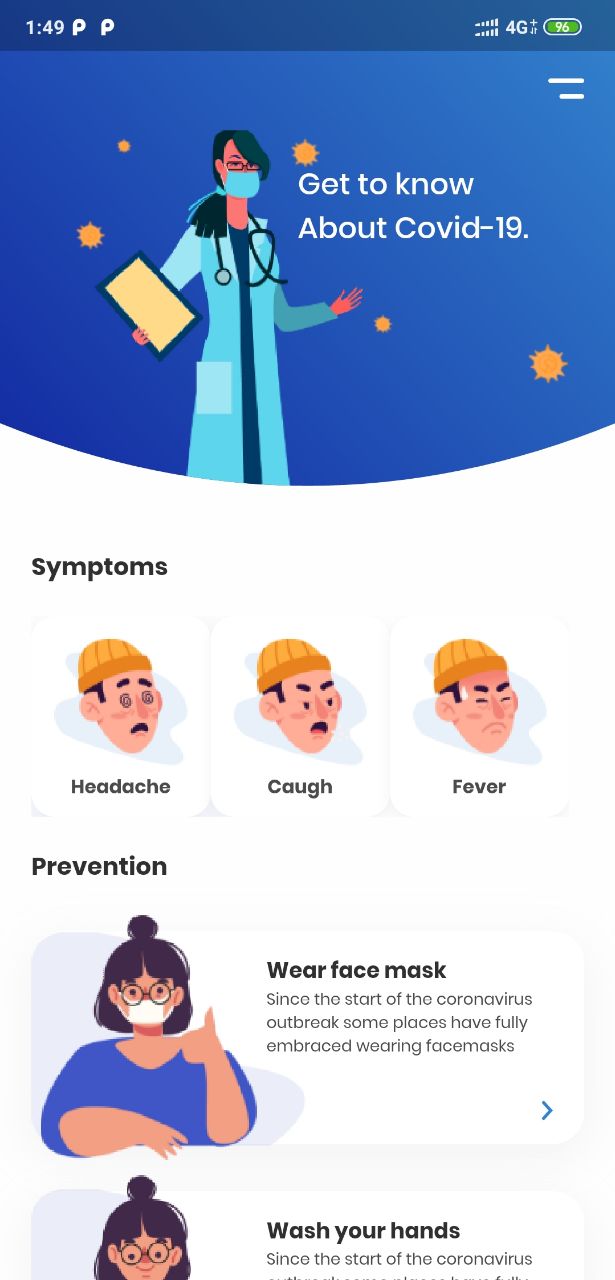 1:49 P P 4G+ 96
Get to know
About Covid-19.
Symptoms
Headache Caugh Fever
Prevention
Wear face mask
Since the start of the coronavirus
outbreak some places have fully
embraced wearing facemasks
Wash your hands
Since the start of the coronavirus